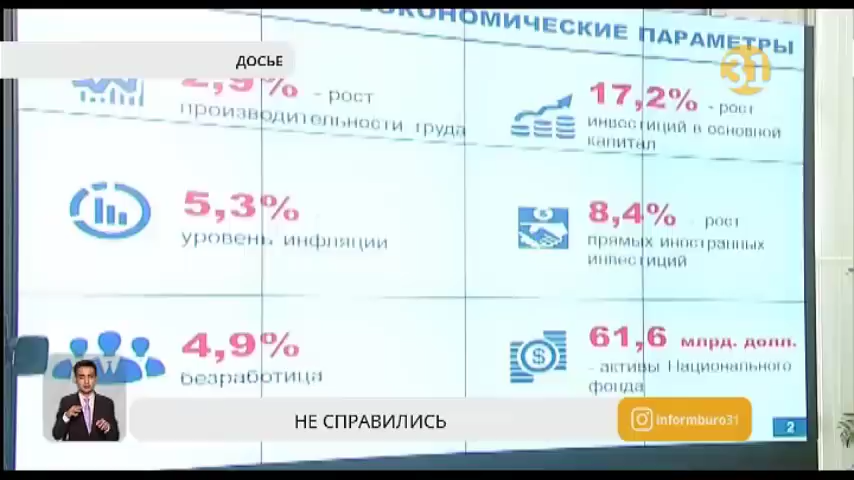 ЭКОНОМИЧЕСКИЕ ПАРАМЕТРЫ
ДОСЬЕ
31
2,9% - рост
производительности труда
17,2% - рост
инвестиций в основной
капитал
5,3%
уровень инфляции
8,4% - рост
прямых иностранных
инвестиций
4,9%
безработица
61,6 млрд. долл.
- активы Национального
фонда
НЕ СПРАВИЛИСЬ
informburo31
2